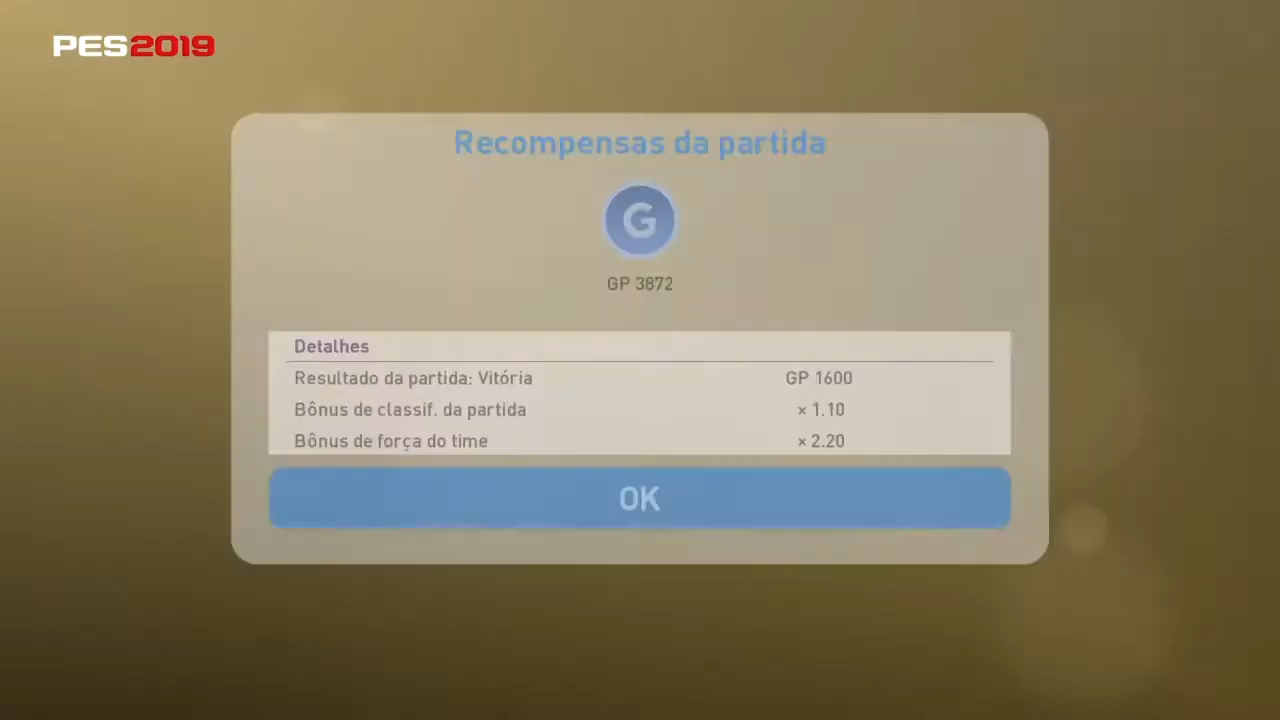 PES2019
Recompensas da partida
G
GP 3872
Detalhes
Resultado da partida: Vitória GP 1600
Bônus de classif. da partida × 1.10
Bônus de força do time × 2.20
OK